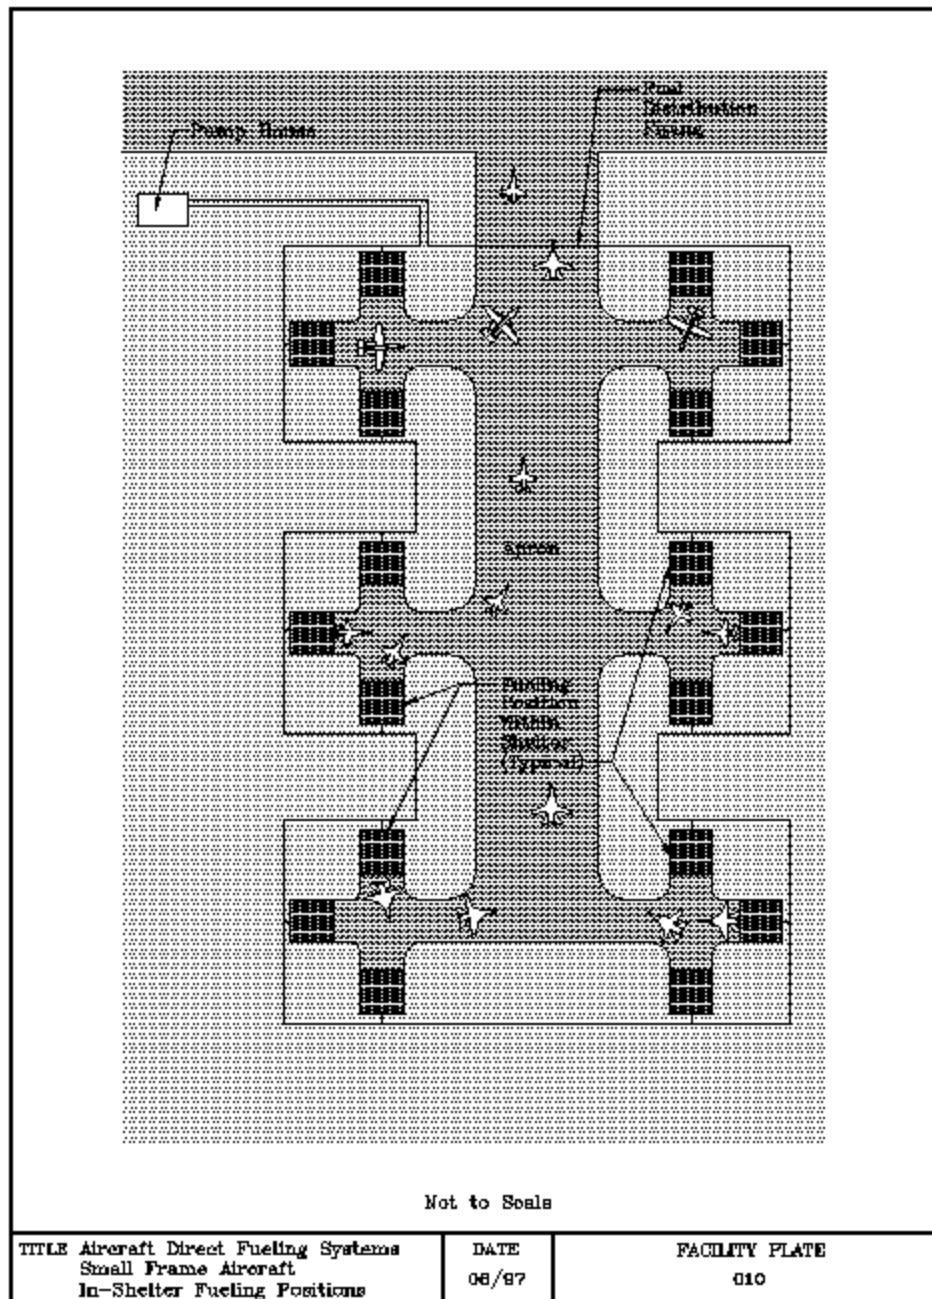 Fuel
Distribution
Piping
Pump House
Apron
Fueling
Position
Within
Shelter
(Typical)
Not to Scale
TITLE Aircraft Direct Fueling Systems
Small Frame Aircraft
In-Shelter Fueling Positions
DATE
06/97
FACILITY PLATE
010